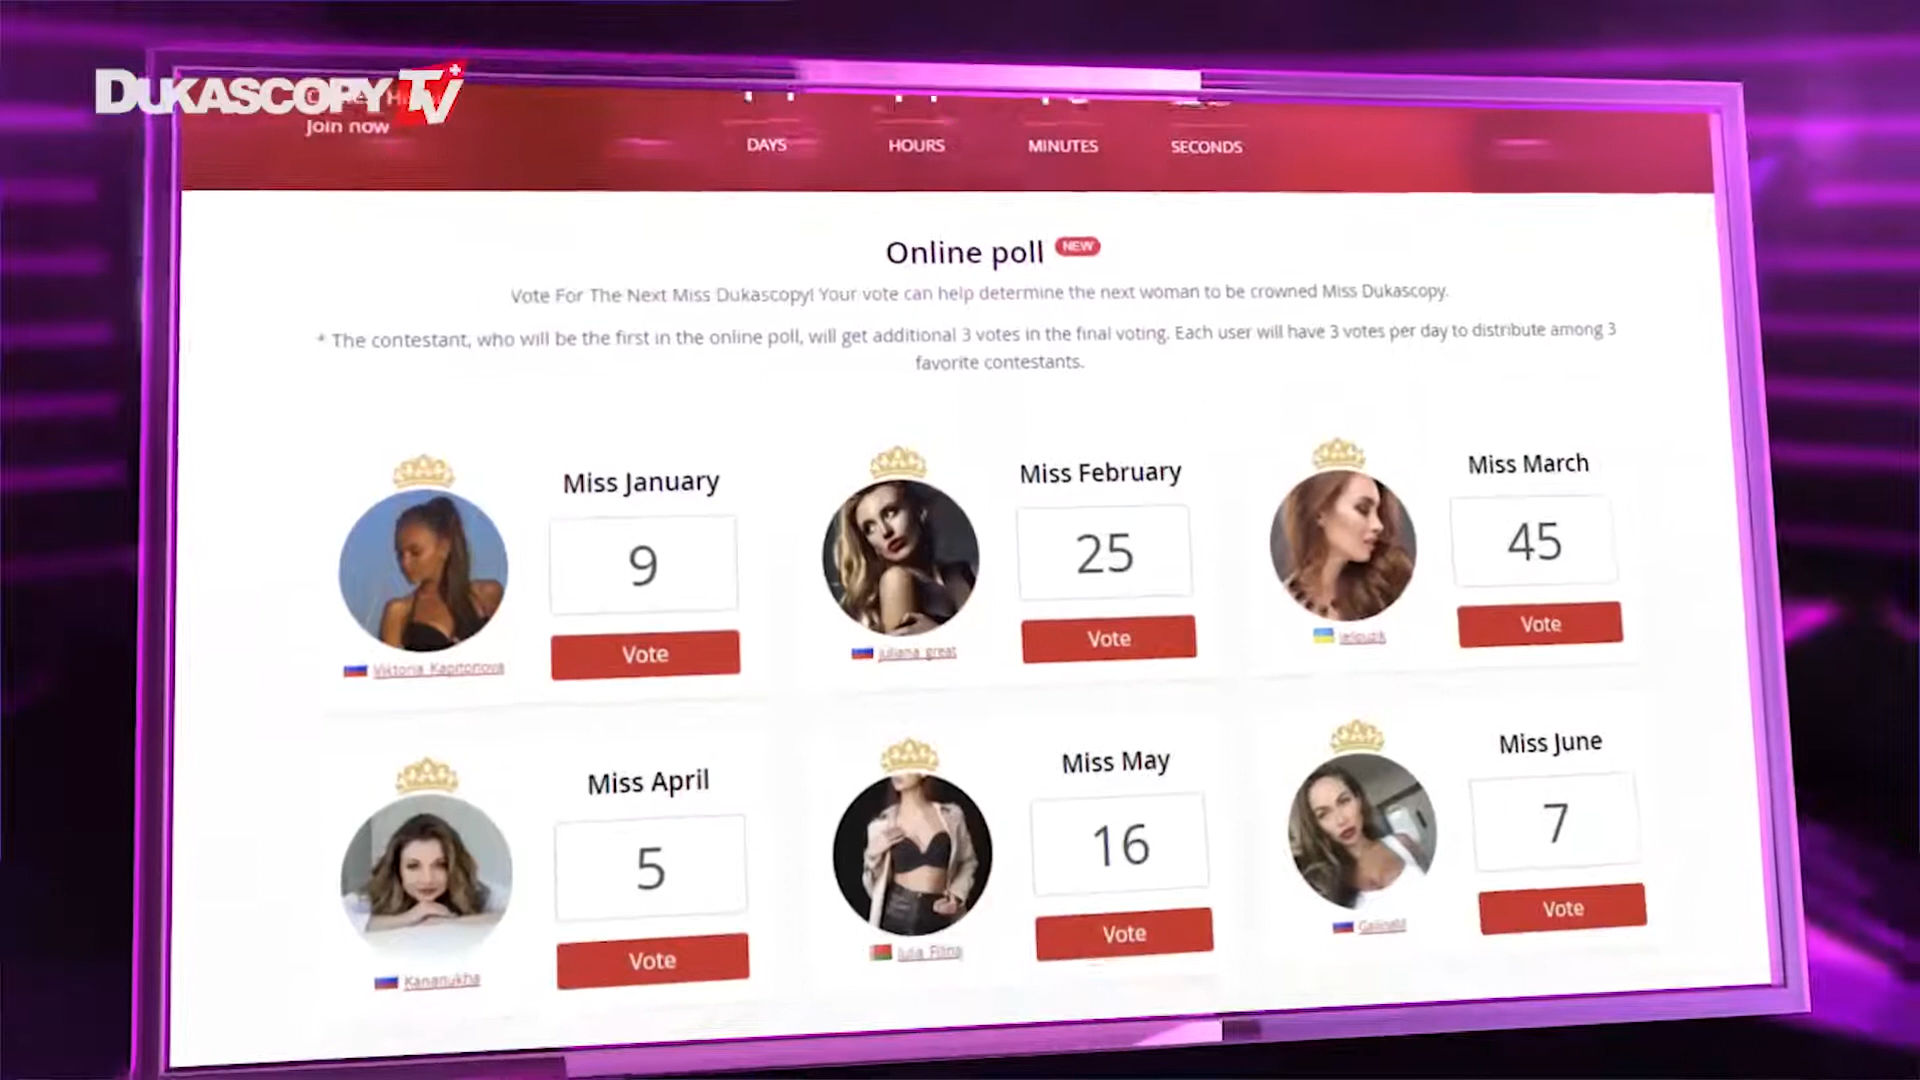 DUKASCOPY TV
Join now
DAYS HOURS MINUTES SECONDS
Online poll NEW
Vote For The Next Miss Dukascopy! Your vote can help determine the next woman to be crowned Miss Dukascopy.
* The contestant, who will be the first in the online poll, will get additional 3 votes in the final voting. Each user will have 3 votes per day to distribute among 3
favorite contestants.
Miss January
9
Vote
Viktoria_Kapitonova
Miss February
25
Vote
juliana_great
Miss March
45
Vote
Miss April
5
Vote
Kananukha
Miss May
16
Vote
Miss June
7
Vote